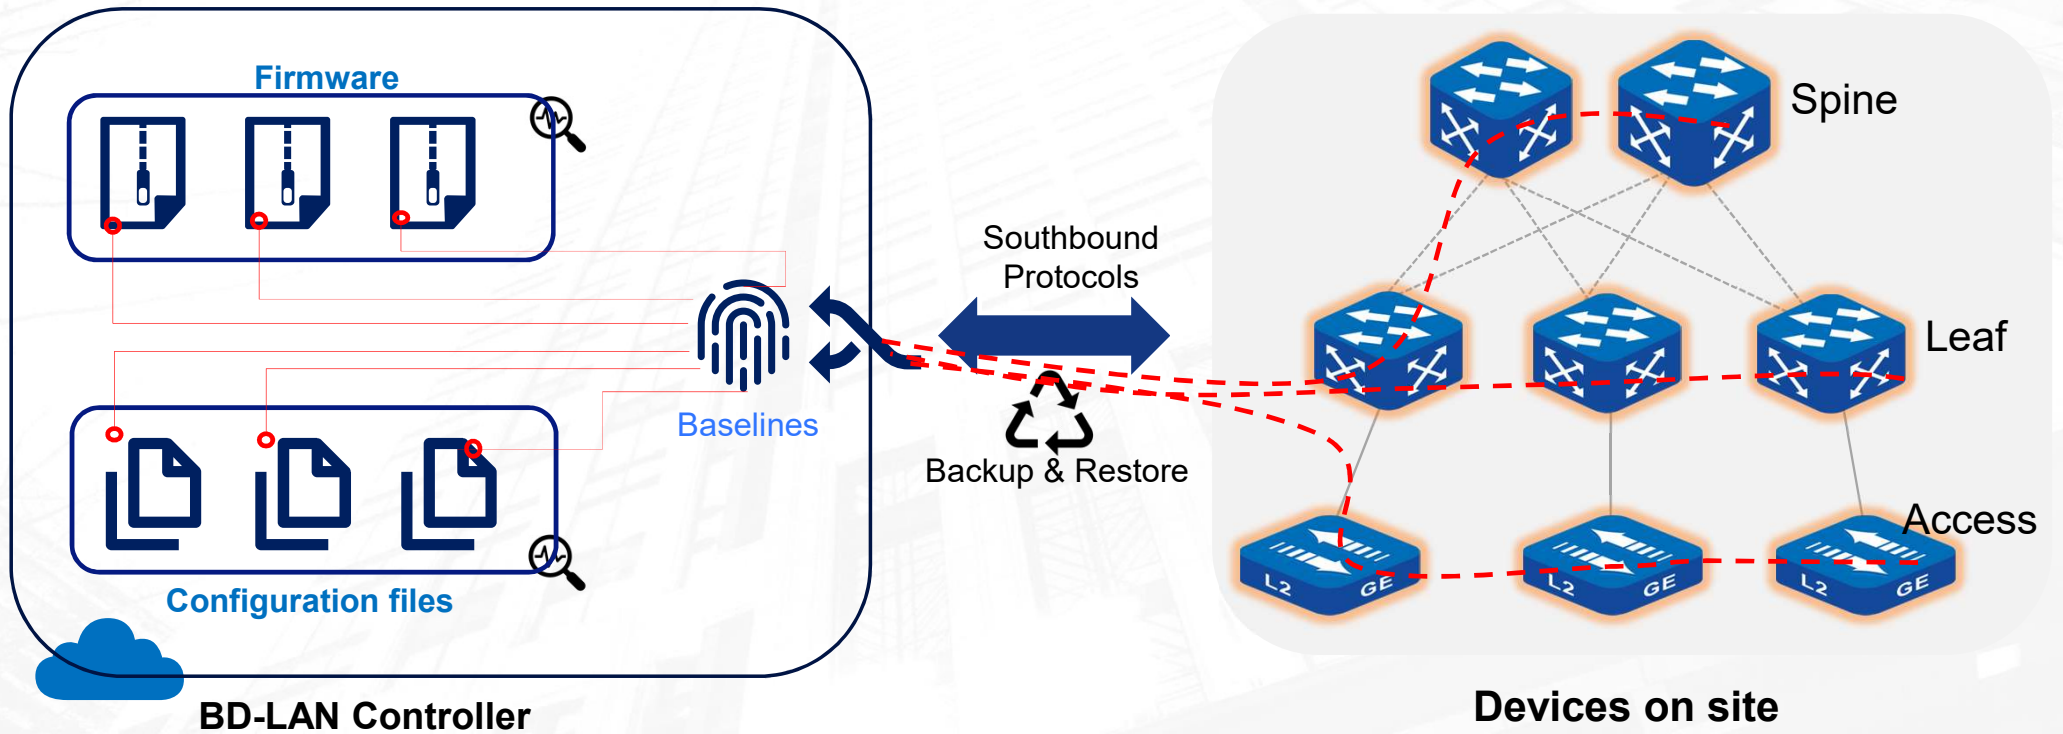 Firmware
Spine
Southbound
Protocols
Leaf
Baselines
Backup & Restore
Access
L2
GE
L2
GE
L2
GE
Configuration files
BD-LAN Controller
Devices on site